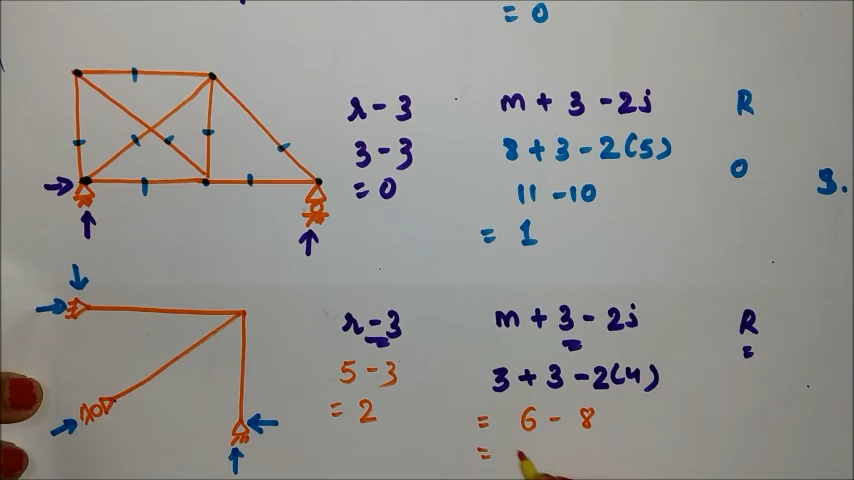 = 0
r - 3 m + 3 - 2j R
3 - 3 8 + 3 - 2(5) 0 S.
= 0 11 - 10
= 1
r - 3 m + 3 - 2j R
5 - 3 3 + 3 - 2(4) =
= 2 = 6 - 8
=